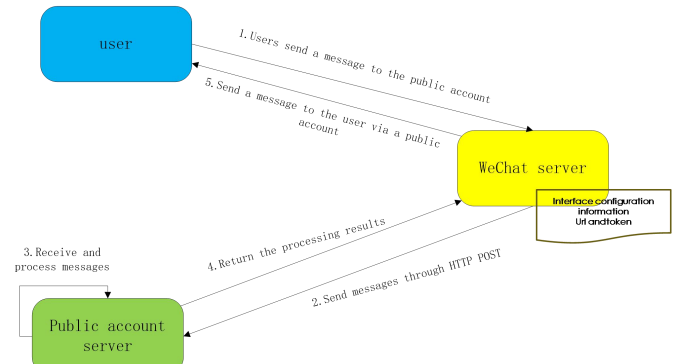 user
1.Users send a message to the public account
5.Send a message to the user via a public
account
WeChat server
Interface configuration
information
Url andtoken
4.Return the processing results
2.Send messages through HTTP POST
3.Receive and
process messages
Public account
server